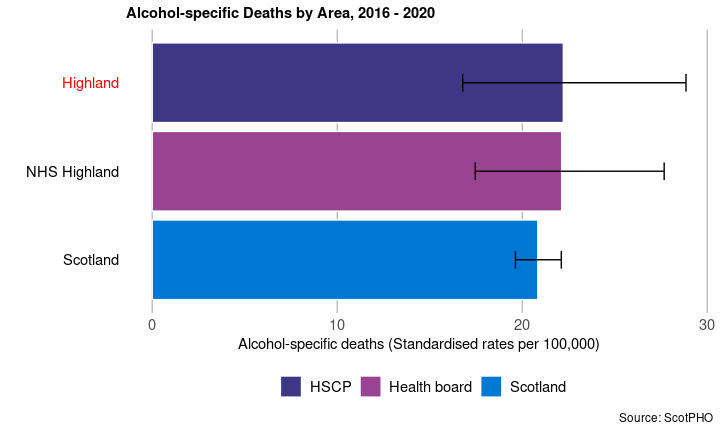 Alcohol-specific Deaths by Area, 2016 - 2020
Highland
NHS Highland
Scotland
0 10 20 30
Alcohol-specific deaths (Standardised rates per 100,000)
HSCP Health board Scotland
Source: ScotPHO